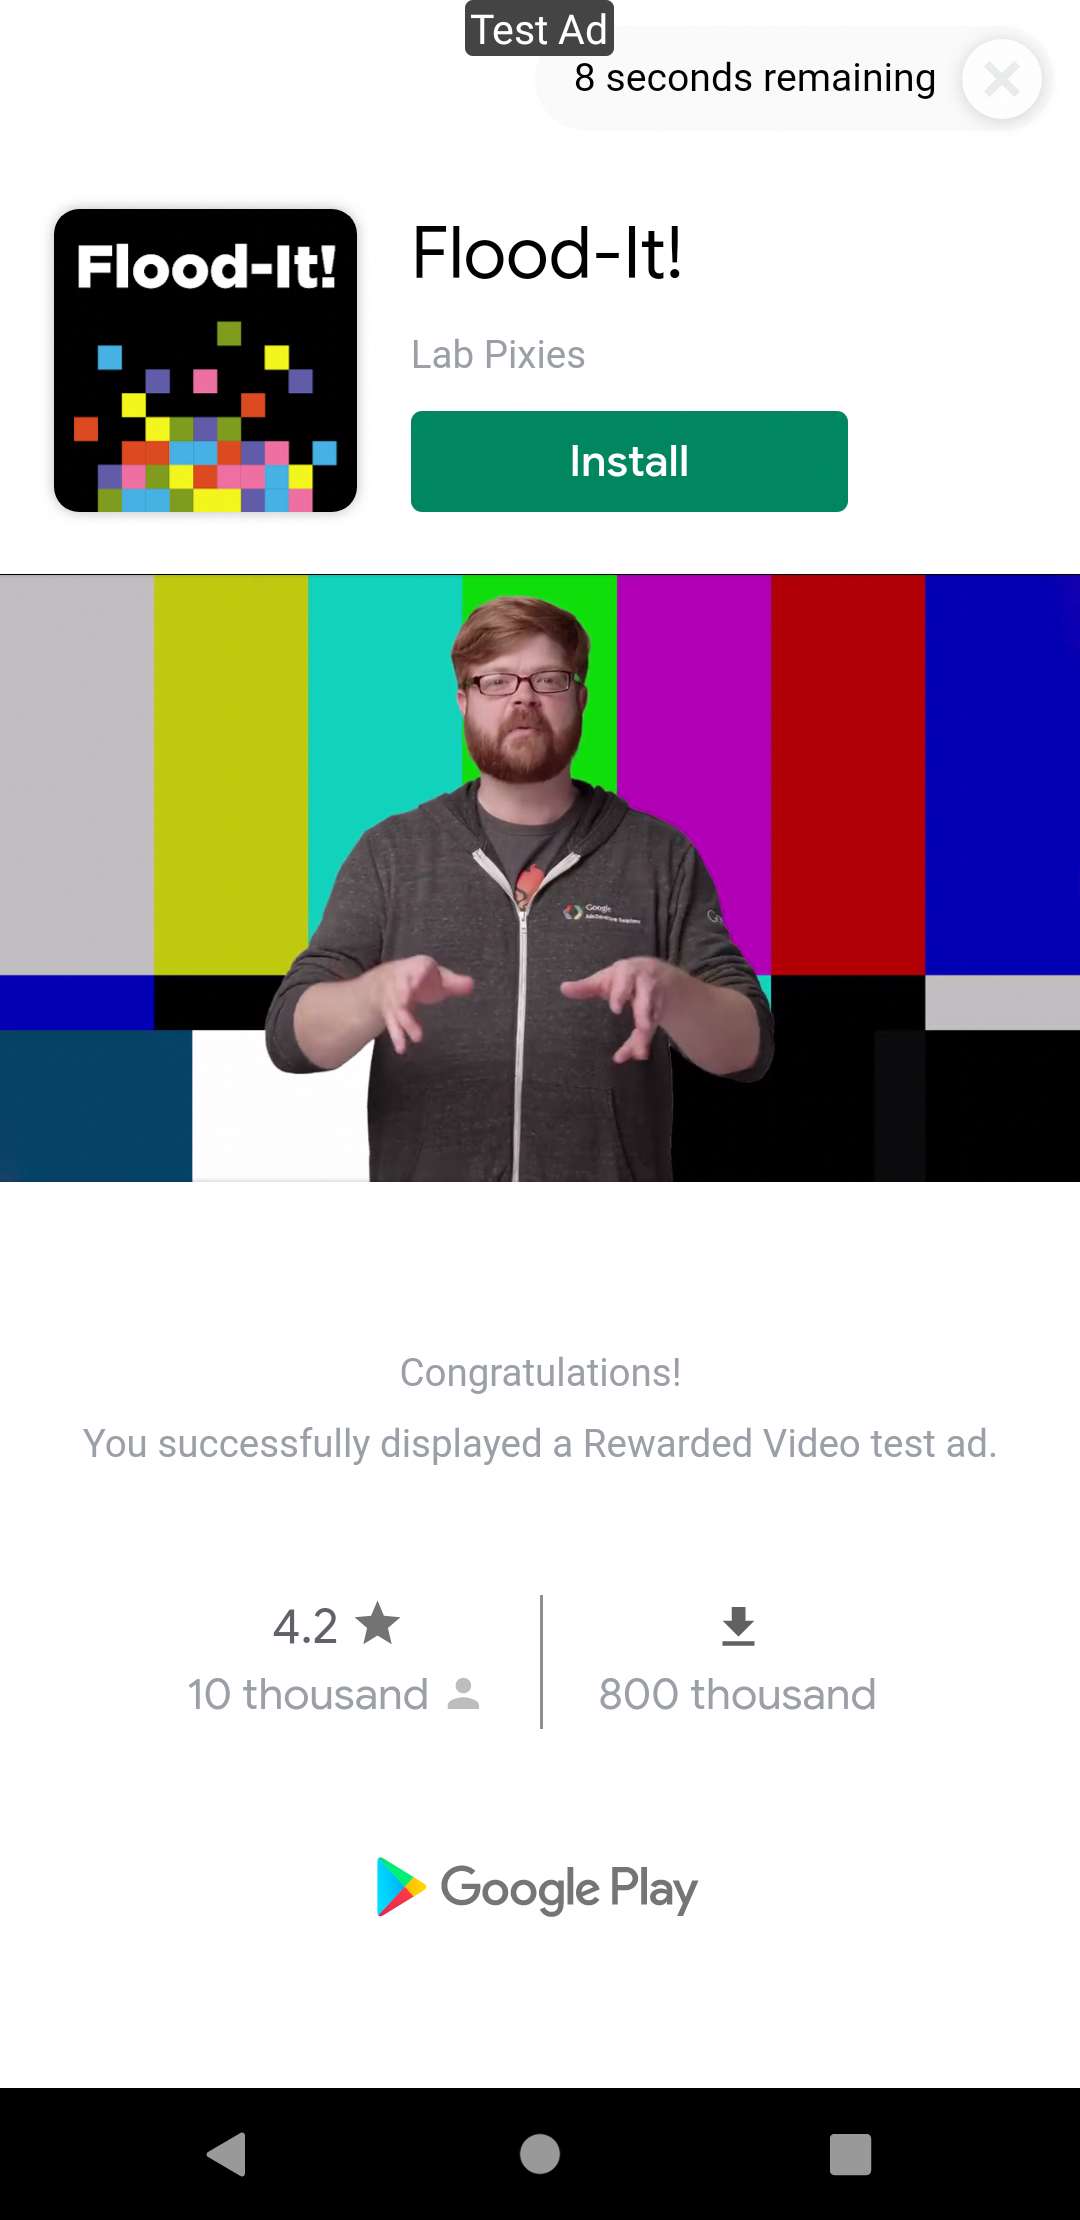 Test Ad
8 seconds remaining
Flood-It!
Flood-It!
Lab Pixies
Install
Google
Congratulations!
You successfully displayed a Rewarded Video test ad.
4.2
10 thousand
800 thousand
Google Play